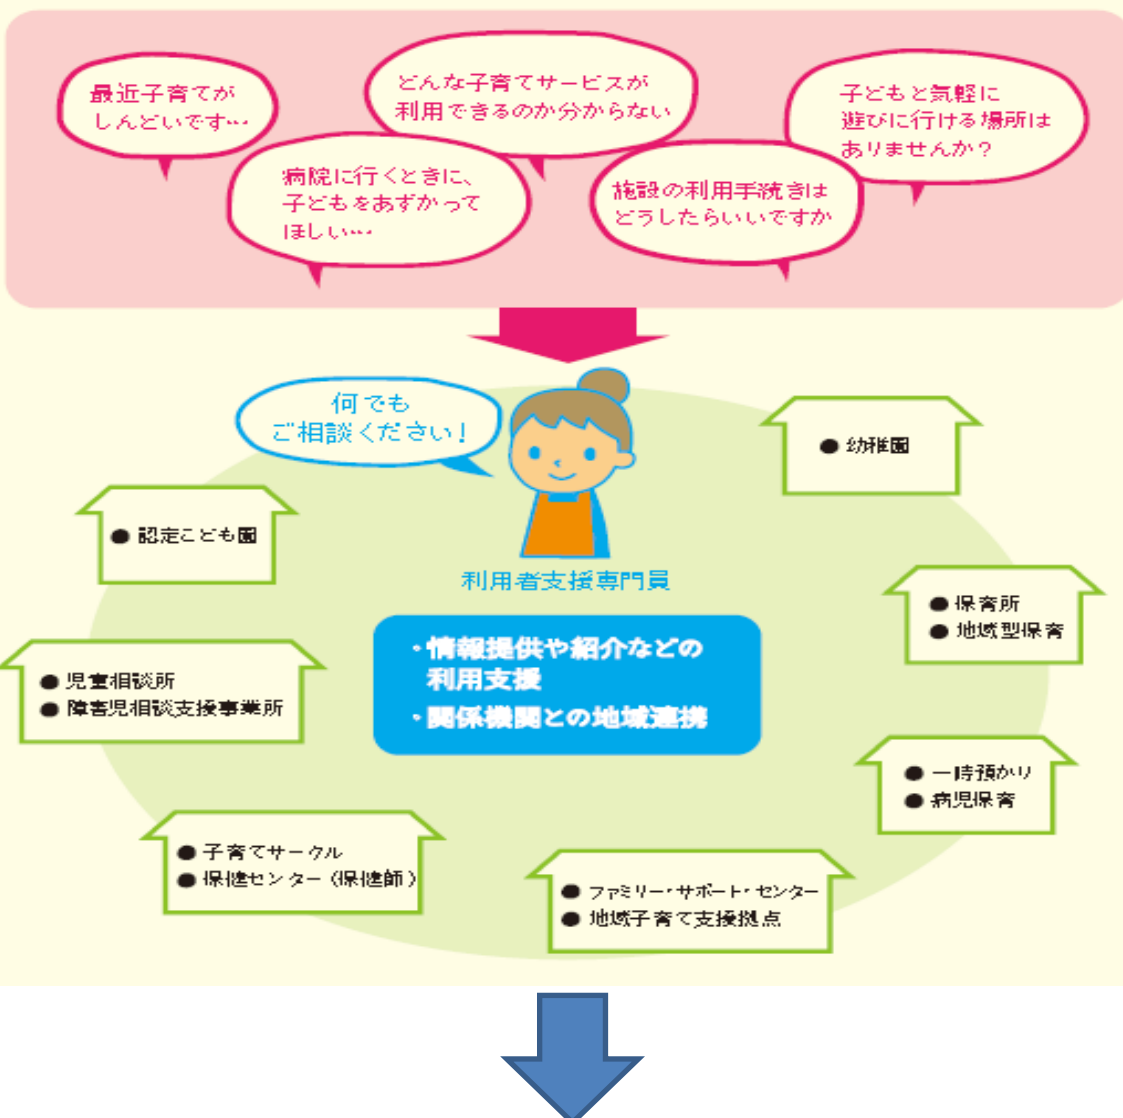 最近子育てが
しんどいです…
どんな子育てサービスが
利用できるのか分からない
子どもと気軽に
遊びに行ける場所は
ありませんか？
病院に行くときに、
子どもをあずかって
ほしい…
施設の利用手続きは
どうしたらいいですか
何でも
ご相談ください！
利用者支援専門員
・情報提供や紹介などの
利用支援
・関係機関との地域連携
● 幼稚園
● 認定こども園
● 保育所
● 地域型保育
● 児童相談所
● 障害児相談支援事業所
● 一時預かり
● 病児保育
● 子育てサークル
● 保健センター（保健師）
● ファミリー・サポート・センター
● 地域子育て支援拠点